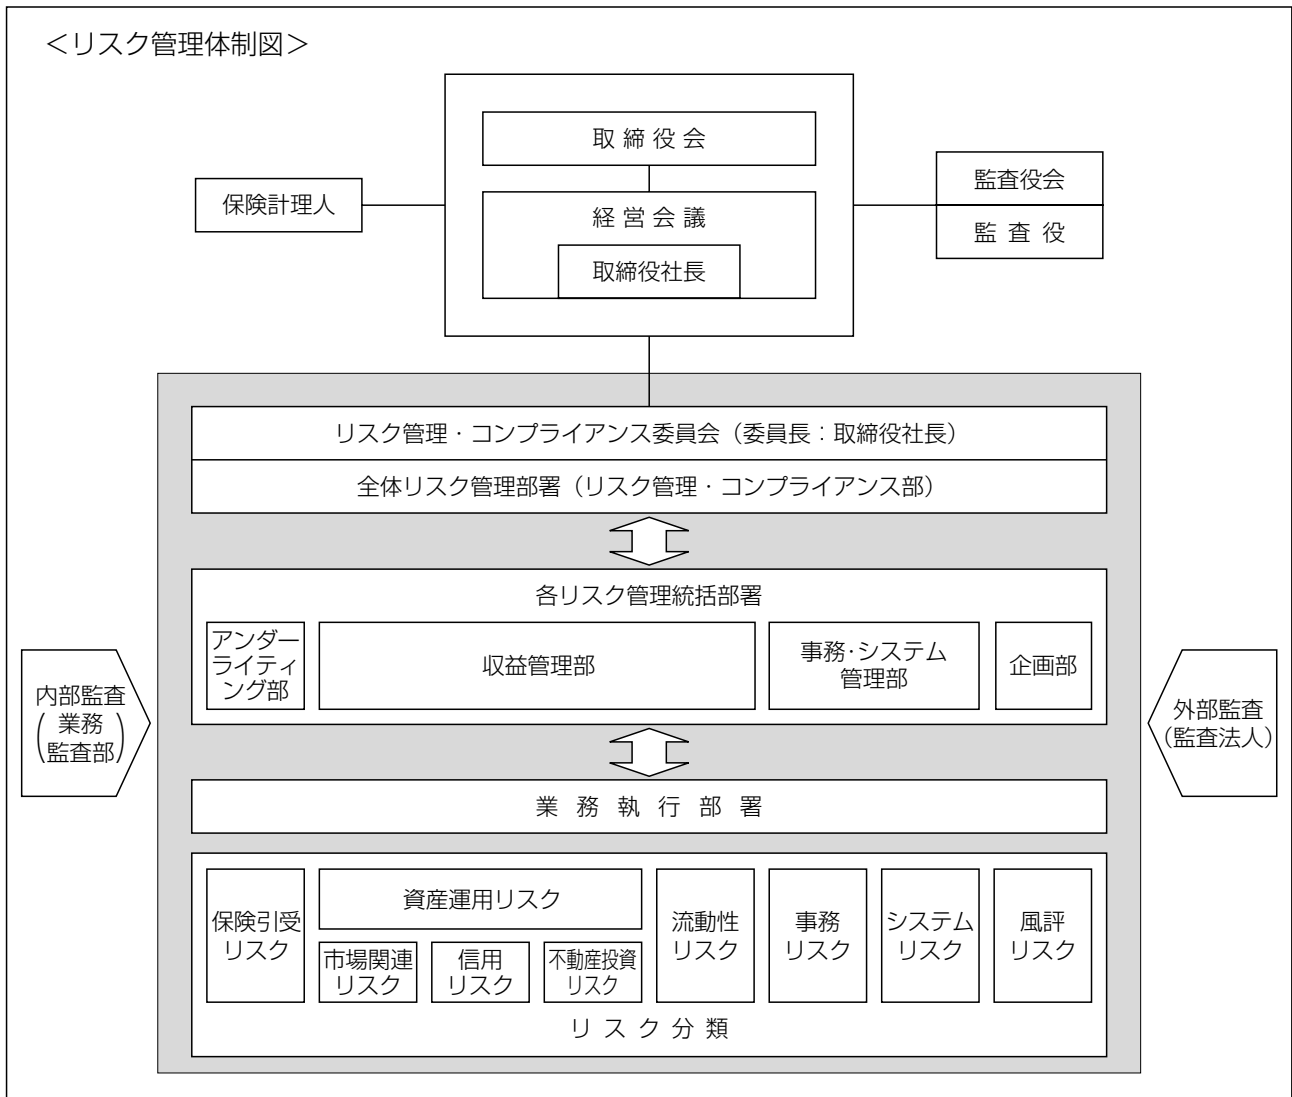 ＜リスク管理体制図＞
取締役会
経営会議
取締役社長
保険計理人
監査役会
監査役
リスク管理・コンプライアンス委員会（委員長：取締役社長）
全体リスク管理部署（リスク管理・コンプライアンス部）
各リスク管理統括部署
アンダー
ライティ
ング部
収益管理部
事務・システム
管理部
企画部
内部監査
（業務
監査部）
外部監査
（監査法人）
業務執行部署
保険引受
リスク
資産運用リスク
市場関連
リスク
信用
リスク
不動産投資
リスク
流動性
リスク
事務
リスク
システム
リスク
風評
リスク
リスク分類